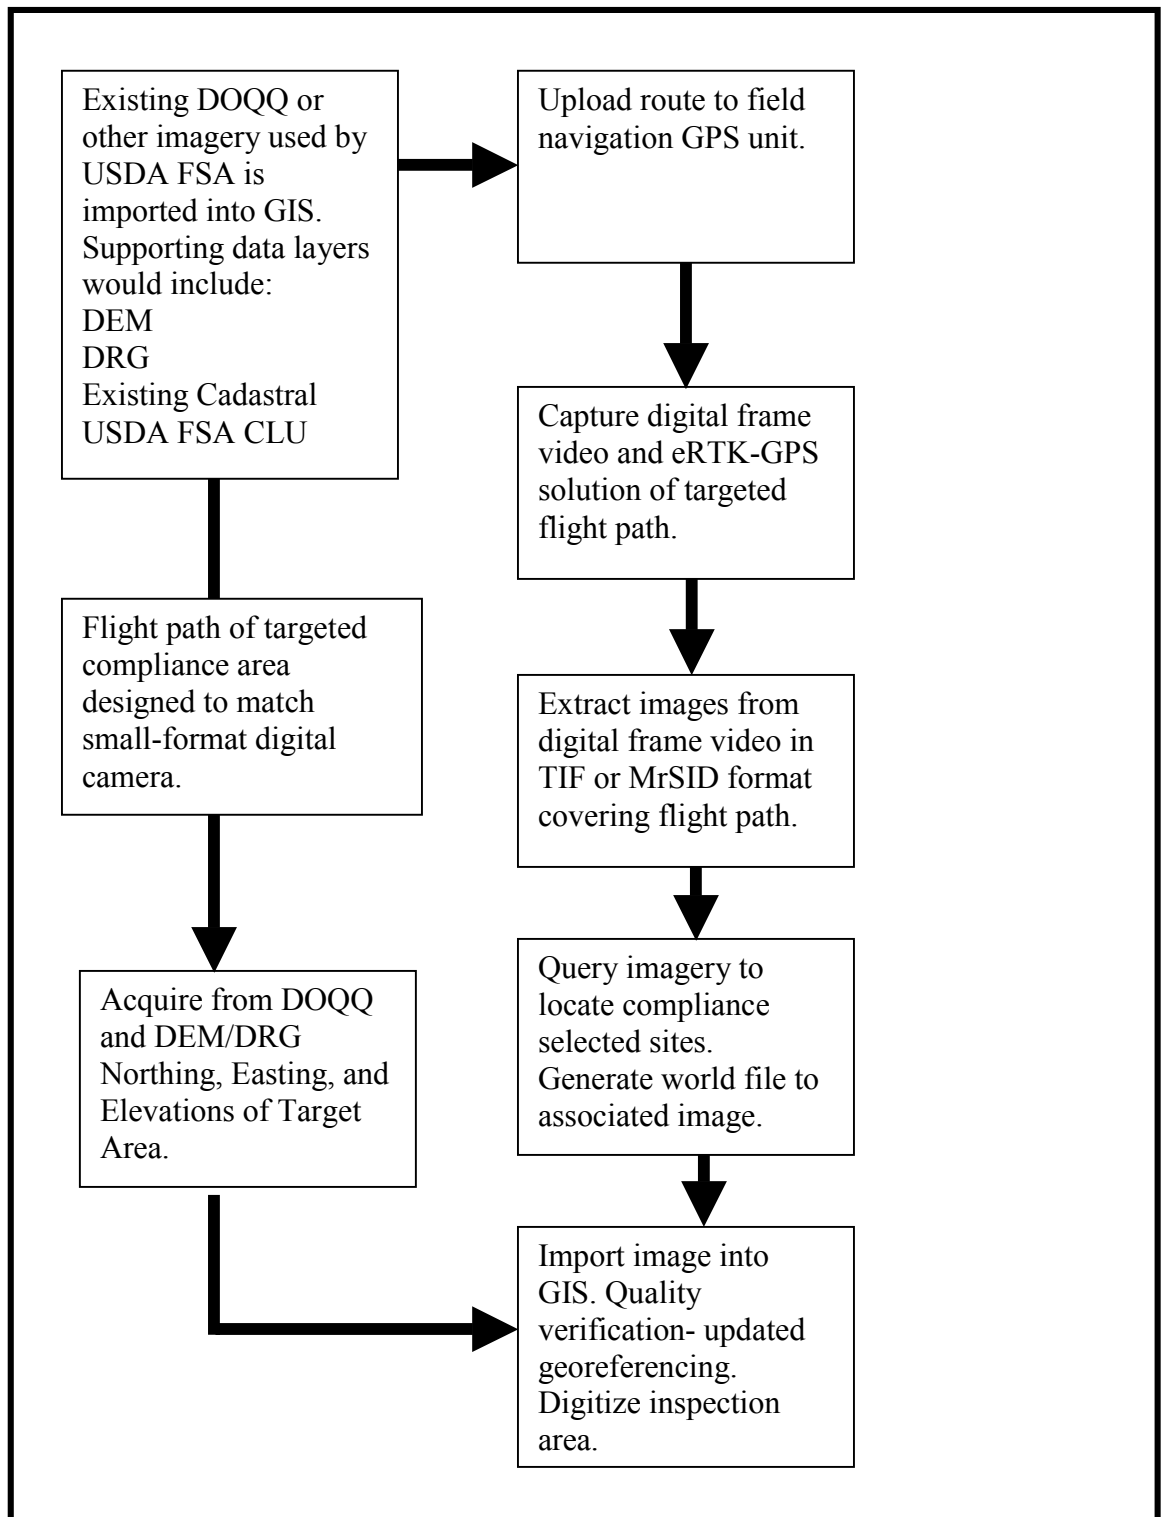 Existing DOQQ or
other imagery used by
USDA FSA is
imported into GIS.
Supporting data layers
would include:
DEM
DRG
Existing Cadastral
USDA FSA CLU
Flight path of targeted
compliance area
designed to match
small-format digital
camera.
Acquire from DOQQ
and DEM/DRG
Northing, Easting, and
Elevations of Target
Area.
Upload route to field
navigation GPS unit.
Capture digital frame
video and eRTK-GPS
solution of targeted
flight path.
Extract images from
digital frame video in
TIF or MrSID format
covering flight path.
Query imagery to
locate compliance
selected sites.
Generate world file to
associated image.
Import image into
GIS. Quality
verification- updated
georeferencing.
Digitize inspection
area.